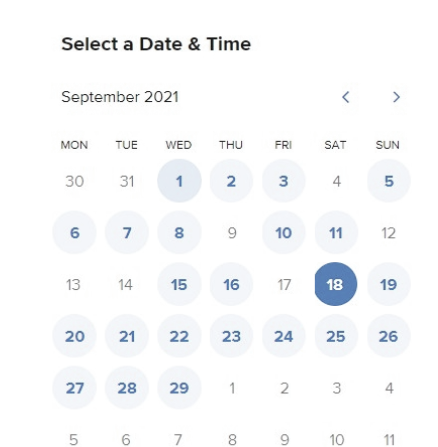 Select a Date & Time
September 2021
MON TUE WED THU FRI SAT SUN
30 31 1 2 3 4 5
6 7 8 9 10 11 12
13 14 15 16 17 18 19
20 21 22 23 24 25 26
27 28 29 1 2 3 4
5 6 7 8 9 10 11